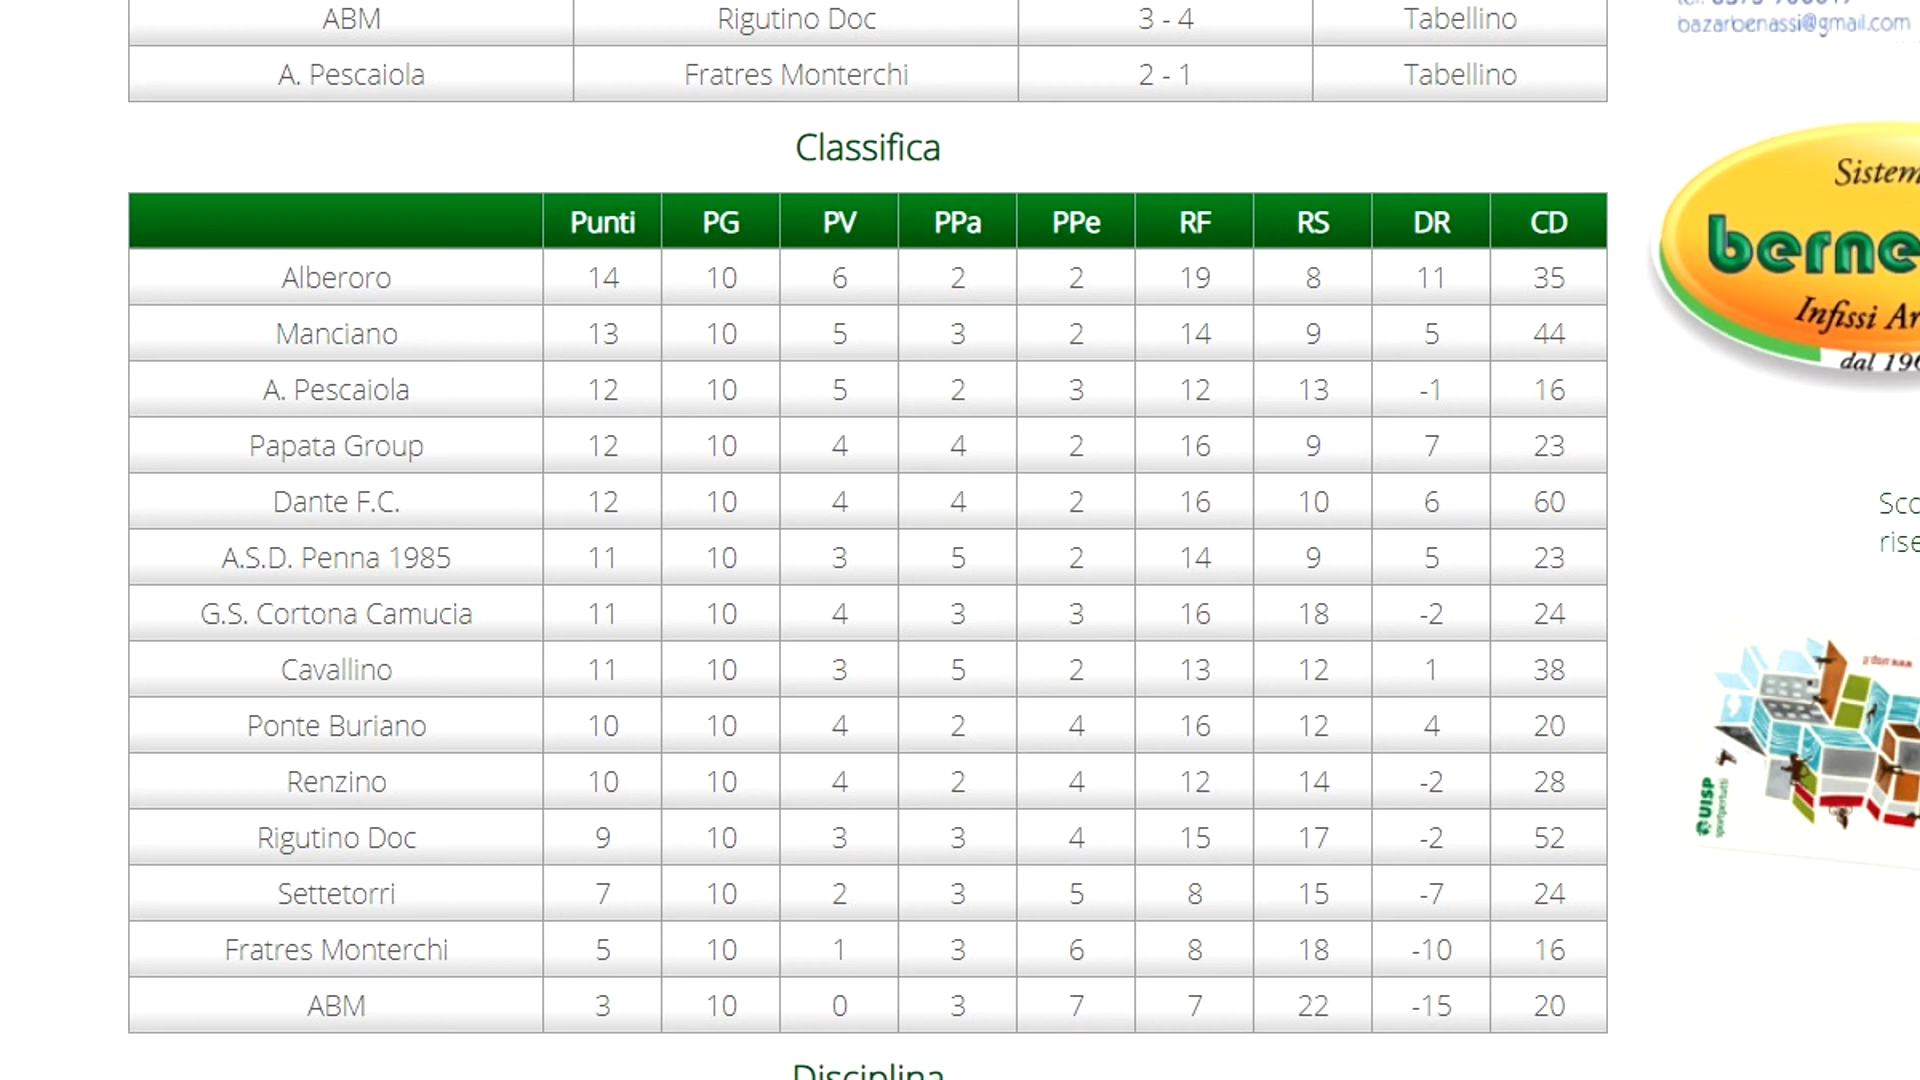 ABM Rigutino Doc 3 - 4 Tabellino
A. Pescaiola Fratres Monterchi 2 - 1 Tabellino
Classifica
Punti PG PV PPa PPe RF RS DR CD
Alberoro 14 10 6 2 2 19 8 11 35
Manciano 13 10 5 3 2 14 9 5 44
A. Pescaiola 12 10 5 2 3 12 13 -1 16
Papata Group 12 10 4 4 2 16 9 7 23
Dante F.C. 12 10 4 4 2 16 10 6 60
A.S.D. Penna 1985 11 10 3 5 2 14 9 5 23
G.S. Cortona Camucia 11 10 4 3 3 16 18 -2 24
Cavallino 11 10 3 5 2 13 12 1 38
Ponte Buriano 10 10 4 2 4 16 12 4 20
Renzino 10 10 4 2 4 12 14 -2 28
Rigutino Doc 9 10 3 3 4 15 17 -2 52
Settetorri 7 10 2 3 5 8 15 -7 24
Fratres Monterchi 5 10 1 3 6 8 18 -10 16
ABM 3 10 0 3 7 7 22 -15 20
Disciplina
bazarbenassi@gmail.com
Sistem
berne
Infissi Ar
dal 196
Sco
rise
UISP
sportpertutti